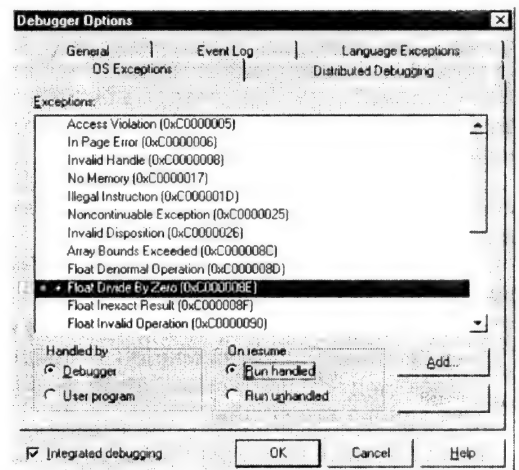 Debugger Options
General Event Log Language Exceptions
OS Exceptions Distributed Debugging
Exceptions:
Access Violation (0xC0000005)
In Page Error (0xC0000006)
Invalid Handle (0xC0000008)
No Memory (0xC0000017)
Illegal Instruction (0xC000001D)
Noncontinuable Exception (0xC0000025)
Invalid Disposition (0xC0000026)
Array Bounds Exceeded (0xC000008C)
Float Denormal Operation (0xC000008D)
Float Divide By Zero (0xC000008E)
Float Inexact Result (0xC000008F)
Float Invalid Operation (0xC0000090)
Handled by On resume
Debugger Run handled Add...
User program Run unhandled
Integrated debugging OK Cancel Help